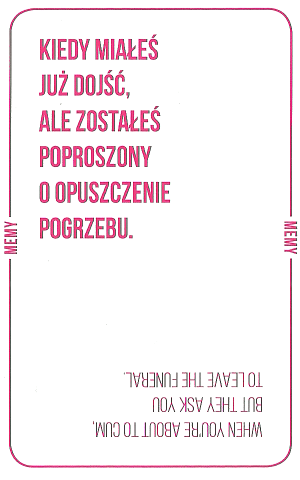 KIEDY MIAŁEŚ
JUŻ DOJŚĆ,
ALE ZOSTAŁEŚ
POPROSZONY
O OPUSZCZENIE
POGRZEBU.
MEMY
MEMY
WHEN YOU'RE ABOUT TO CUM,
BUT THEY ASK YOU
TO LEAVE THE FUNERAL.